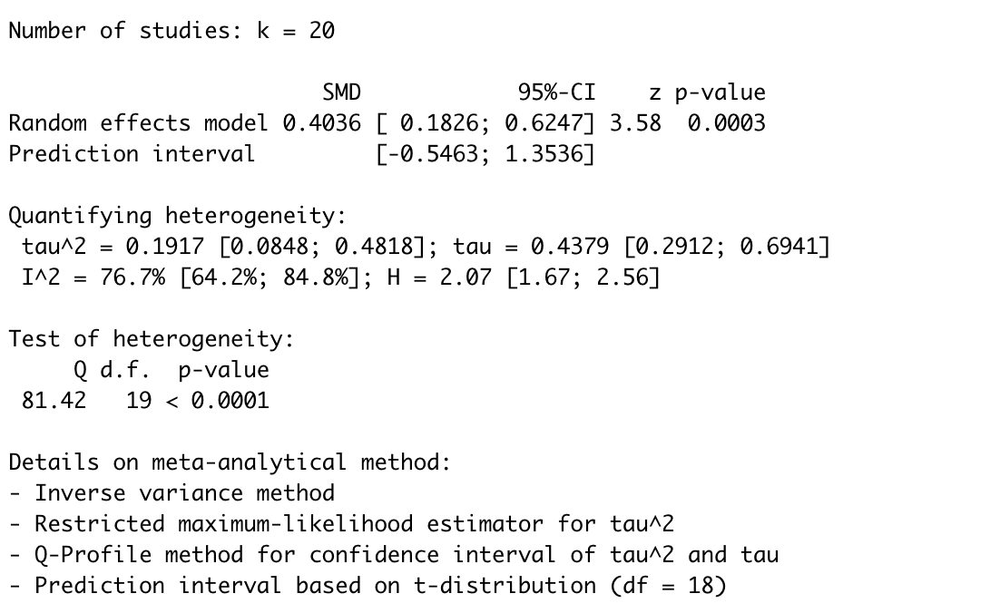 Number of studies: k = 20
SMD 95%-CI z p-value
Random effects model 0.4036 [ 0.1826; 0.6247] 3.58 0.0003
Prediction interval [-0.5463; 1.3536]
Quantifying heterogeneity:
tau^2 = 0.1917 [0.0848; 0.4818]; tau = 0.4379 [0.2912; 0.6941]
I^2 = 76.7% [64.2%; 84.8%]; H = 2.07 [1.67; 2.56]
Test of heterogeneity:
Q d.f. p-value
81.42 19 < 0.0001
Details on meta-analytical method:
- Inverse variance method
- Restricted maximum-likelihood estimator for tau^2
- Q-Profile method for confidence interval of tau^2 and tau
- Prediction interval based on t-distribution (df = 18)